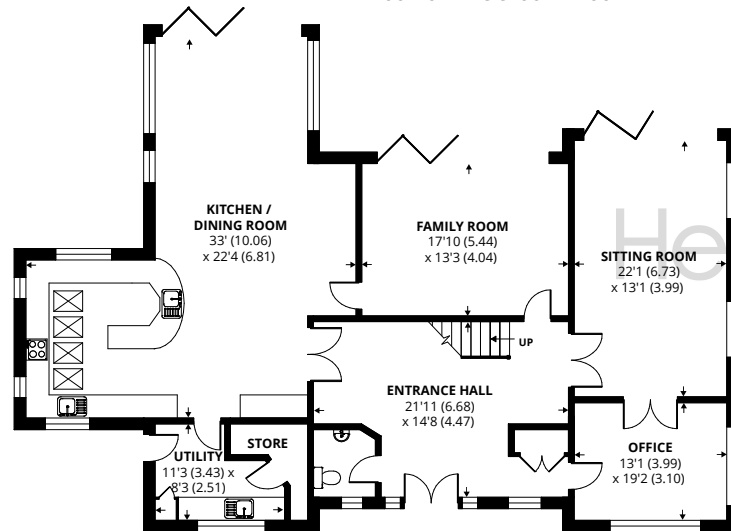 KITCHEN /
DINING ROOM
33' (10.06)
x 22'4 (6.81)
FAMILY ROOM
17'10 (5.44)
x 13'3 (4.04)
He
SITTING ROOM
22'1 (6.73)
x 13'1 (3.99)
UP
ENTRANCE HALL
21'11 (6.68)
x 14'8 (4.47)
STORE
UTILITY
11'3 (3.43) x
8'3 (2.51)
OFFICE
13'1 (3.99)
x 19'2 (3.10)